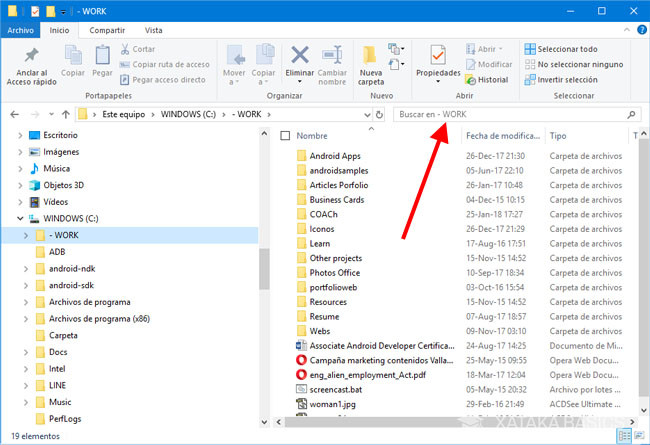 - WORK
Archivo Inicio Compartir Vista
Anclar al Acceso rápido
Copiar
Pegar
Cortar
Copiar ruta de acceso
Pegar acceso directo
Portapapeles
Mover a
Copiar a
Eliminar
Cambiar nombre
Organizar
Nueva carpeta
Nuevo
Propiedades
Abrir
Modificar
Historial
Abrir
Seleccionar todo
No seleccionar ninguno
Invertir selección
Seleccionar
Este equipo WINDOWS (C:) - WORK
Buscar en - WORK
Escritorio
Imágenes
Música
Objetos 3D
Vídeos
WINDOWS (C:)
- WORK
ADB
android-ndk
android-sdk
Archivos de programa
Archivos de programa (x86)
Carpeta
Docs
Intel
LINE
Music
PerfLogs
Nombre Fecha de modifica... Tipo
Android Apps 26-Dec-17 21:30 Carpeta de archivos
androidsamples 05-Jun-17 22:10 Carpeta de archivos
Articles Porfolio 26-Jan-17 10:48 Carpeta de archivos
Business Cards 04-Dec-15 10:15 Carpeta de archivos
COACh 25-Jan-18 17:27 Carpeta de archivos
Iconos 26-Dec-17 21:29 Carpeta de archivos
Learn 17-Aug-16 17:51 Carpeta de archivos
Other projects 15-Nov-15 14:52 Carpeta de archivos
Photos Office 10-Sep-17 18:34 Carpeta de archivos
portfolioweb 03-Oct-16 15:54 Carpeta de archivos
Resources 15-Nov-15 14:52 Carpeta de archivos
Resume 07-Aug-17 18:57 Carpeta de archivos
Webs 09-Nov-17 03:10 Carpeta de archivos
Associate Android Developer Certifica... 24-Aug-17 14:25 Documento de Mi
Campaña marketing contenidos Valla... 25-May-15 09:55 Opera Web Docu...
eng_alien_employment_Act.pdf 18-Mar-17 12:04 Opera Web Docu...
screencast.bat 05-May-15 20:32 Archivo por lotes
woman1.jpg 29-Feb-16 21:49 ACDSee Ultimate
XATAKA BASICS
19 elementos